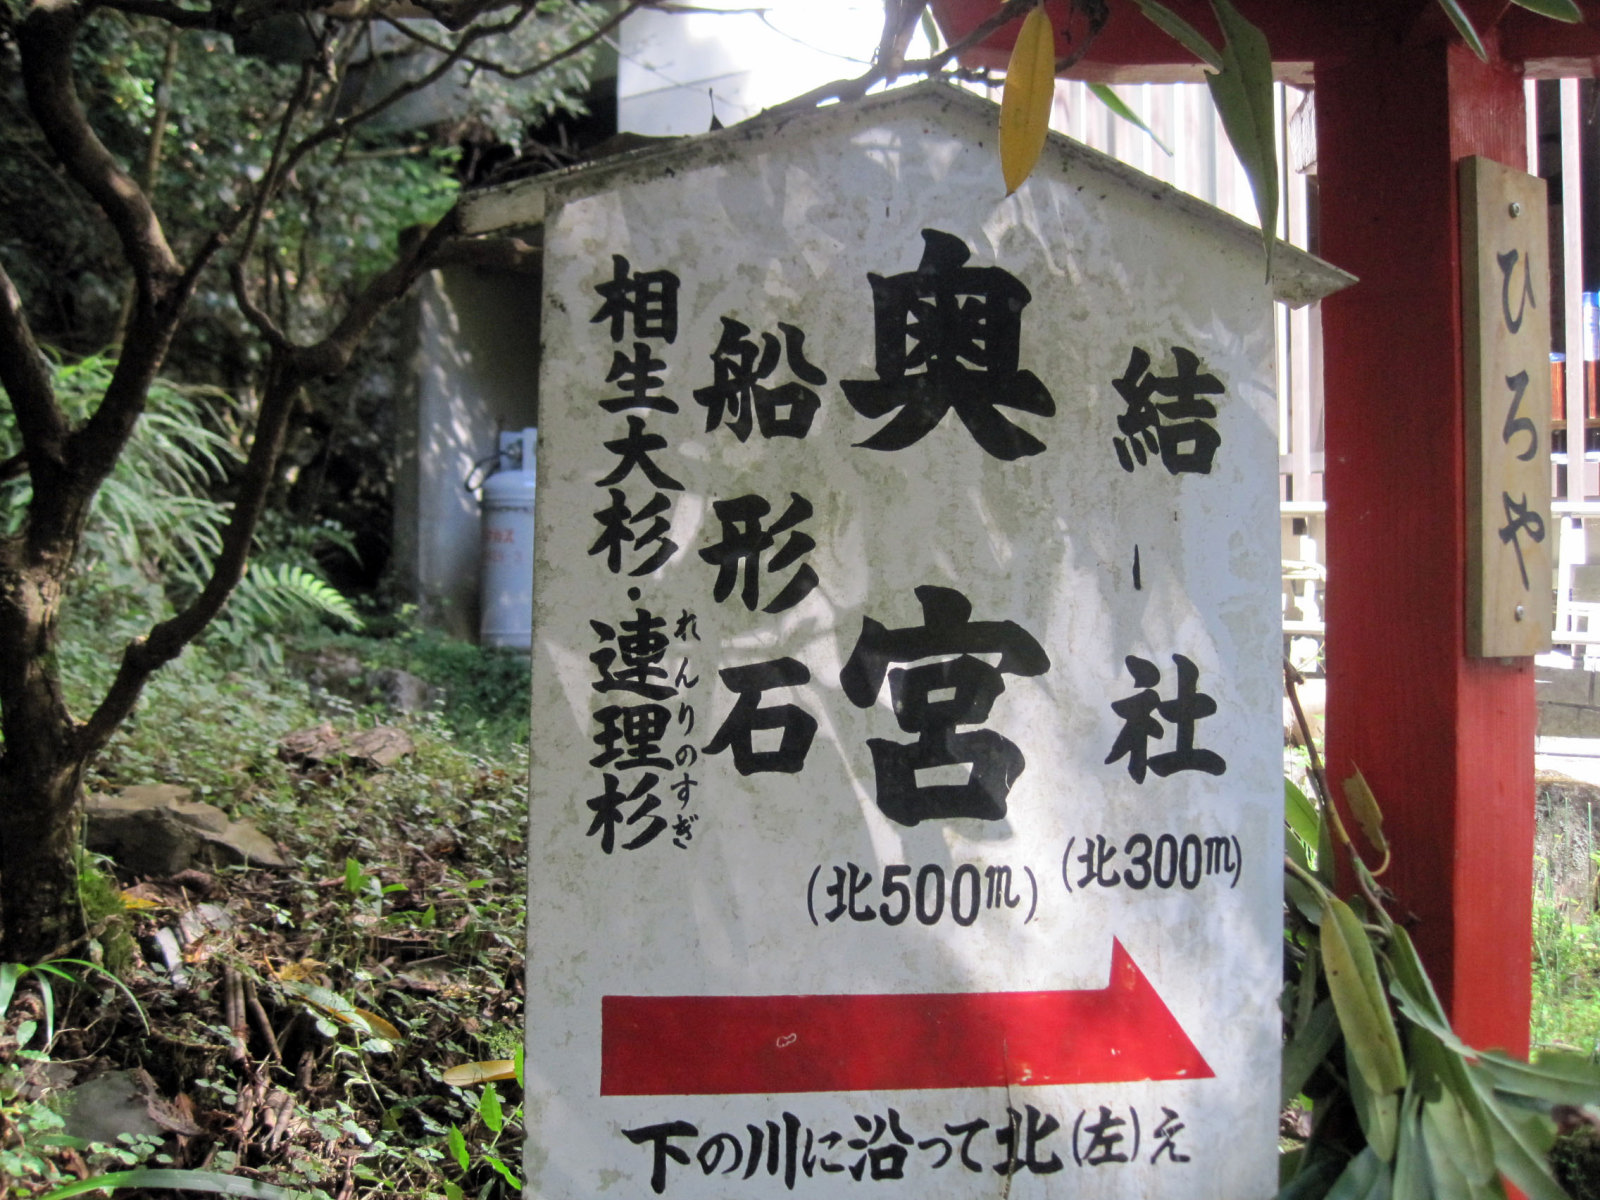 結社
(北300m)
奥宮
(北500m)
船形石
相生大杉・連理杉
れんりのすぎ
下の川に沿って北(左)え
ひろや